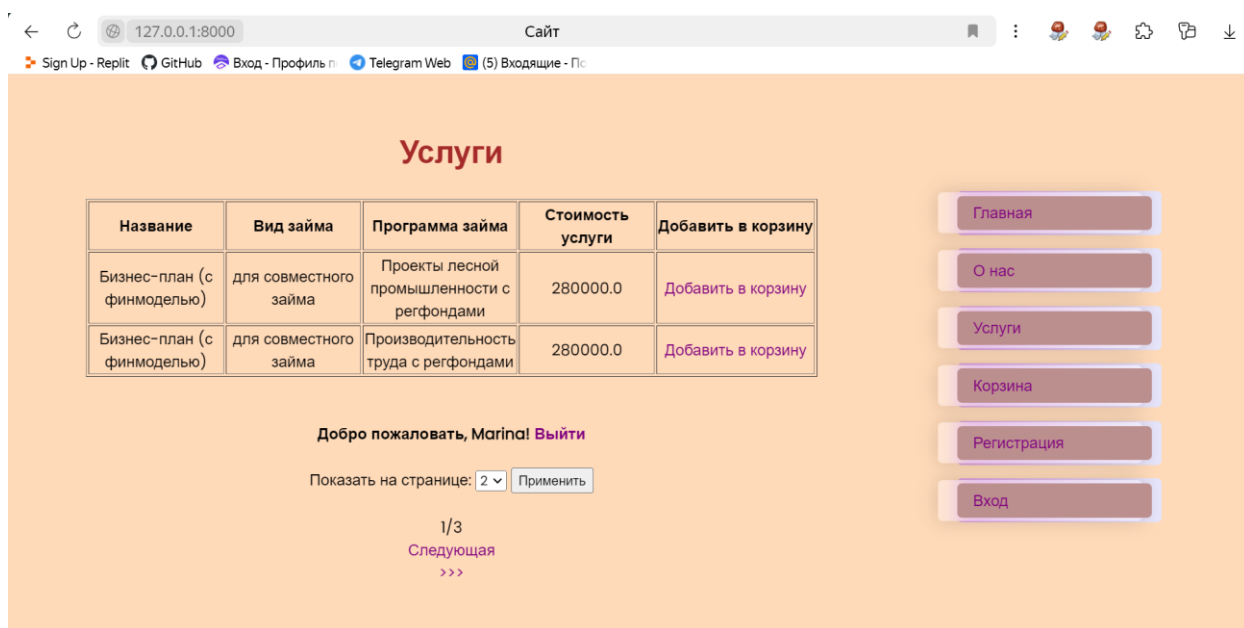 127.0.0.1:8000 Сайт
Sign Up - Replit GitHub Вход - Профиль Telegram Web (5) Входящие -
Услуги
Название Вид займа Программа займа Стоимость услуги Добавить в корзину
Бизнес-план (с финмоделью) для совместного займа Проекты лесной промышленности с регфондами 280000.0 Добавить в корзину
Бизнес-план (с финмоделью) для совместного займа Производительность труда с регфондами 280000.0 Добавить в корзину
Добро пожаловать, Marina! Выйти
Показать на странице: 2 Применить
1/3
Следующая
>>>
Главная
О нас
Услуги
Корзина
Регистрация
Вход